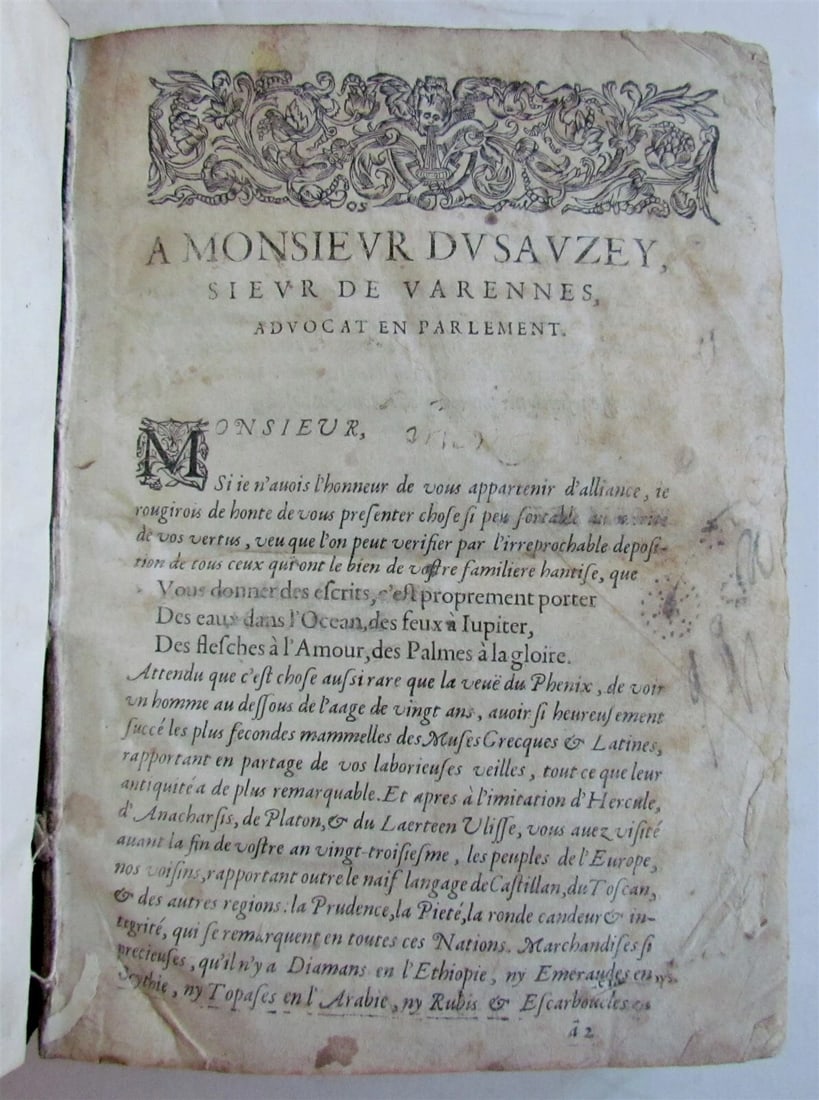 A MONSIEVR DVSAVZEY,
SIEVR DE VARENNES,
ADVOCAT EN PARLEMENT.
MONSIEVR,
Si ie n'auois l'honneur de vous appartenir d'alliance, ie
rougirois de honte de vous preſenter choſe ſi peu ſortable au merite
de vos vertus, veu que l'on peut verifier par l'irreprochable depoſi-
tion de tous ceux qui ont le bien de voſtre familiere hantiſe, que
Vous donner des eſcrits, c'eſt proprement porter
Des eaux dans l'Ocean, des feux à Iupiter,
Des fleſches à l'Amour, des Palmes à la gloire.
Attendu que c'eſt choſe auſsi rare que la veuë du Phenix, de voir
vn homme au deſſous de l'aage de vingt ans, auoir ſi heureuſement
ſuccé les plus fecondes mammelles des Muſes Grecques & Latines,
rapportant en partage de vos laborieuſes veilles, tout ce que leur
antiquité a de plus remarquable. Et apres à l'imitation d'Hercule,
d'Anacharſis, de Platon, & du Laerteen Vliſſe, vous auez viſité
auant la fin de voſtre an vingt-troiſieſme, les peuples de l'Europe,
nos voiſins, rapportant outre le naif langage de Caſtillan, du Toſcan,
& des autres regions: la Prudence, la Pieté, la ronde candeur & in-
tegrité, qui ſe remarquent en toutes ces Nations. Marchandiſes ſi
precieuſes, qu'il n'y a Diamans en l'Ethiopie, ny Emeraudes en
Scythie, ny Topaſes en l'Arabie, ny Rubis & Eſcarboucles
ã 2